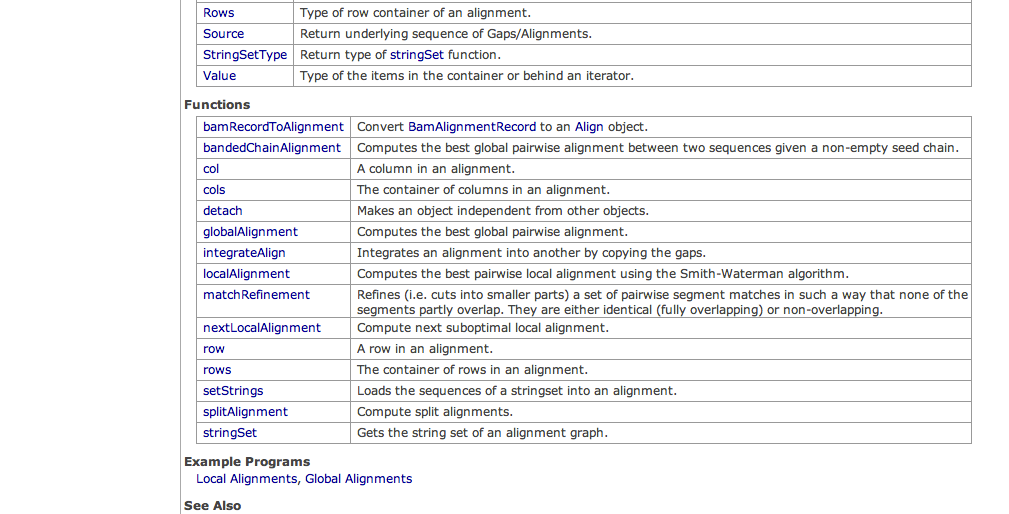 Rows Type of row container of an alignment.
Source Return underlying sequence of Gaps/Alignments.
StringSetType Return type of stringSet function.
Value Type of the items in the container or behind an iterator.
Functions
bamRecordToAlignment Convert BamAlignmentRecord to an Align object.
bandedChainAlignment Computes the best global pairwise alignment between two sequences given a non-empty seed chain.
col A column in an alignment.
cols The container of columns in an alignment.
detach Makes an object independent from other objects.
globalAlignment Computes the best global pairwise alignment.
integrateAlign Integrates an alignment into another by copying the gaps.
localAlignment Computes the best pairwise local alignment using the Smith-Waterman algorithm.
matchRefinement Refines (i.e. cuts into smaller parts) a set of pairwise segment matches in such a way that none of the
segments partly overlap. They are either identical (fully overlapping) or non-overlapping.
nextLocalAlignment Compute next suboptimal local alignment.
row A row in an alignment.
rows The container of rows in an alignment.
setStrings Loads the sequences of a stringset into an alignment.
splitAlignment Compute split alignments.
stringSet Gets the string set of an alignment graph.
Example Programs
Local Alignments, Global Alignments
See Also